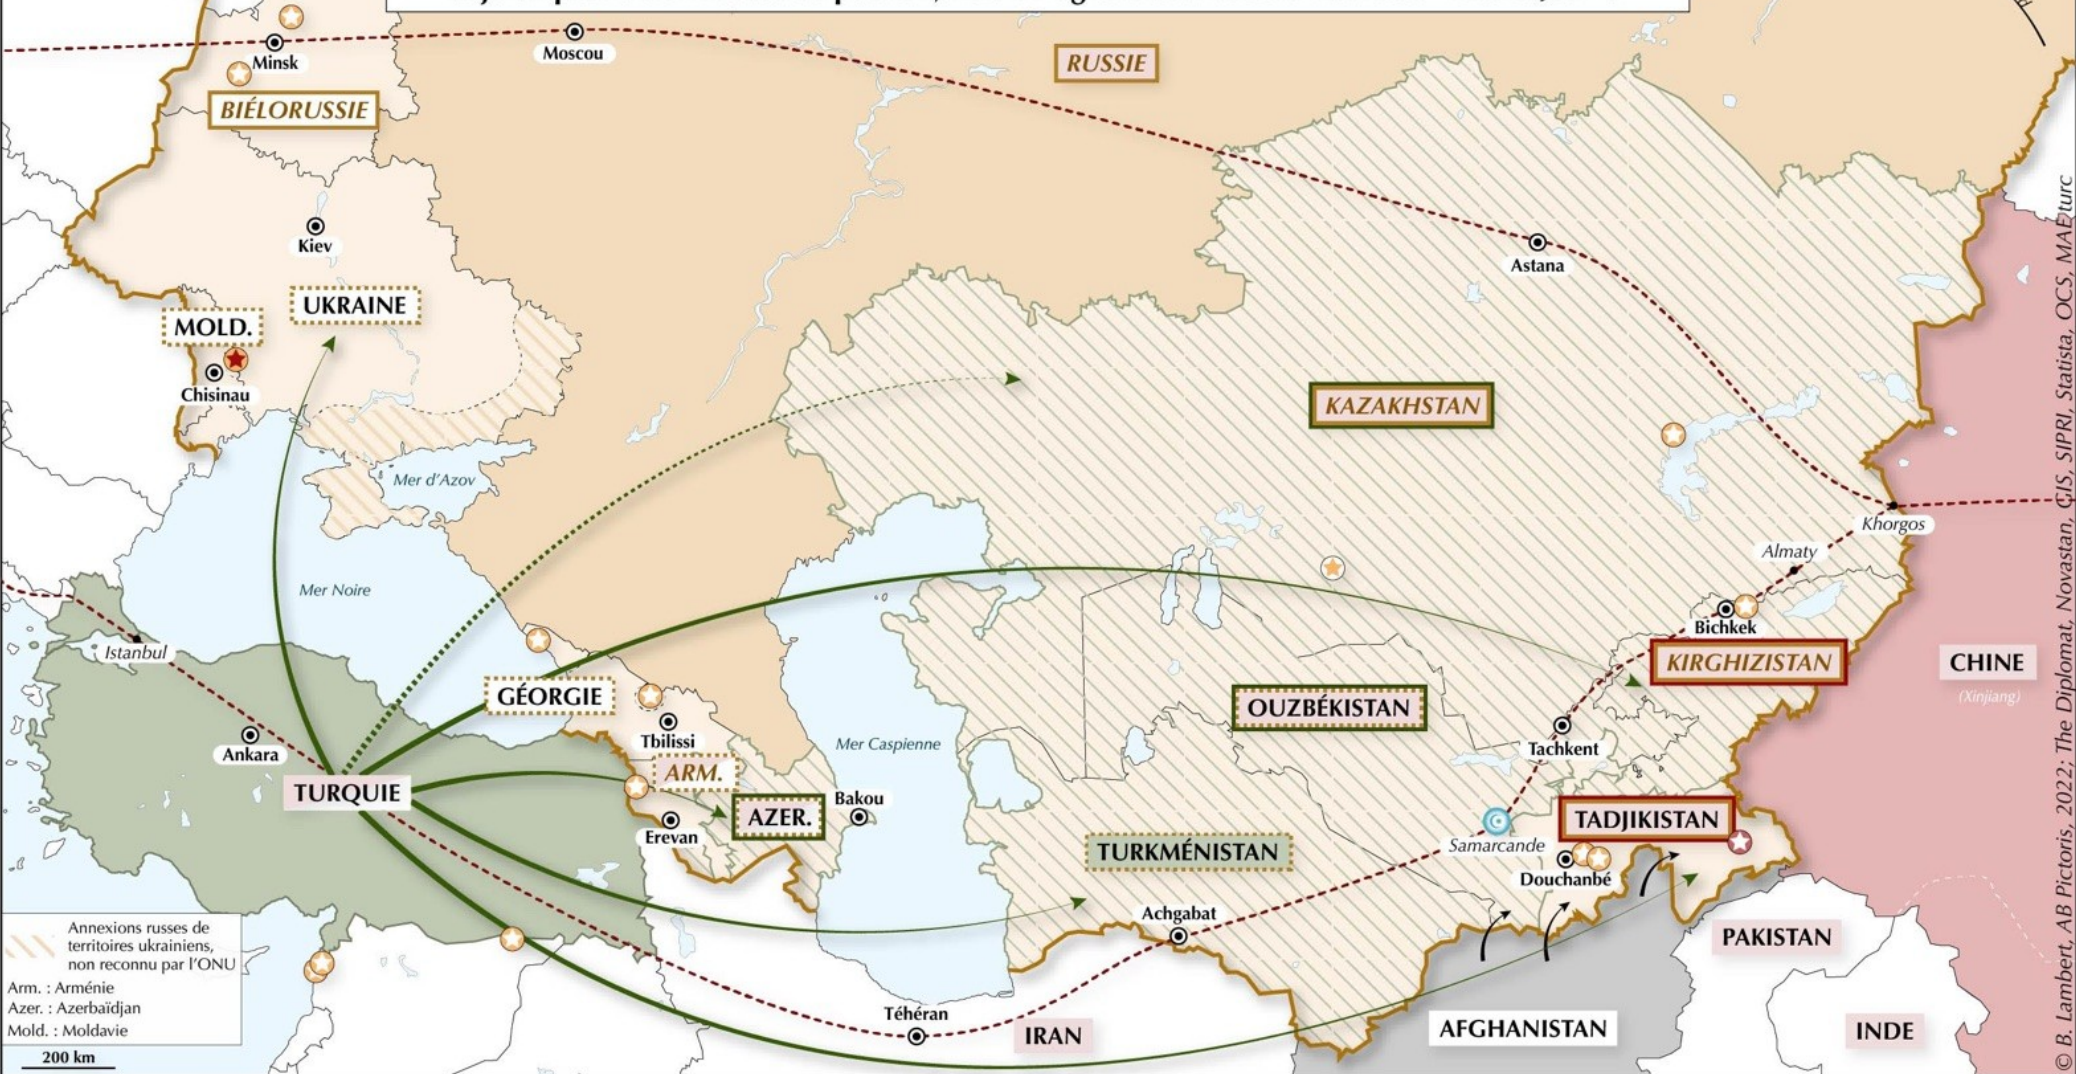 Minsk
Moscou
RUSSIE
BIÉLORUSSIE
Kiev
Astana
UKRAINE
MOLD.
Chisinau
KAZAKHSTAN
Mer d'Azov
Khorgos
Almaty
Mer Noire
Bichkek
Istanbul
KIRGHIZISTAN
CHINE
(Xinjiang)
GÉORGIE
OUZBÉKISTAN
Tbilissi
Mer Caspienne
Tachkent
Ankara
ARM.
TURQUIE
Bakou
AZER.
TADJIKISTAN
Erevan
Samarcande
TURKMÉNISTAN
Douchanbé
Achgabat
Annexions russes de
territoires ukrainiens,
non reconnu par l'ONU
PAKISTAN
Arm. : Arménie
Azer. : Azerbaïdjan
Mold. : Moldavie
Téhéran
IRAN
AFGHANISTAN
INDE
200 km
© B. Lambert, AB Pictoris, 2022; The Diplomat, Novastan, GIS, SIPRI, Statista, OCS, MAE turc